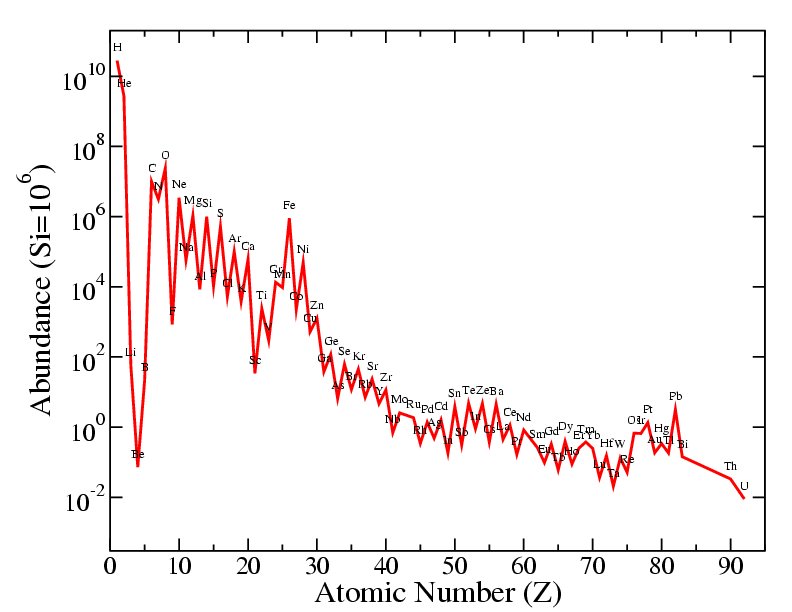 H
He
Li
Be
B
C
N
O
F
Ne
Na
Mg
Al
Si
P
S
Cl
Ar
K
Ca
Sc
Ti
V
Cr
Mn
Fe
Co
Ni
Cu
Zn
Ga
Ge
As
Se
Br
Kr
Rb
Sr
Y
Zr
Nb
Mo
Ru
Rh
Pd
Ag
Cd
In
Sn
Sb
Te
In
Ze
Cs
Ba
La
Ce
Pr
Nd
Sm
Eu
Gd
Tb
Dy
Ho
Er
Tm
Yb
Lu
Hf
Ta
W
Re
Os
Ir
Pt
Au
Hg
Tl
Pb
Bi
Th
U
10^10
10^8
10^6
10^4
10^2
10^0
10^-2
Abundance (Si=10^6)
0 10 20 30 40 50 60 70 80 90
Atomic Number (Z)